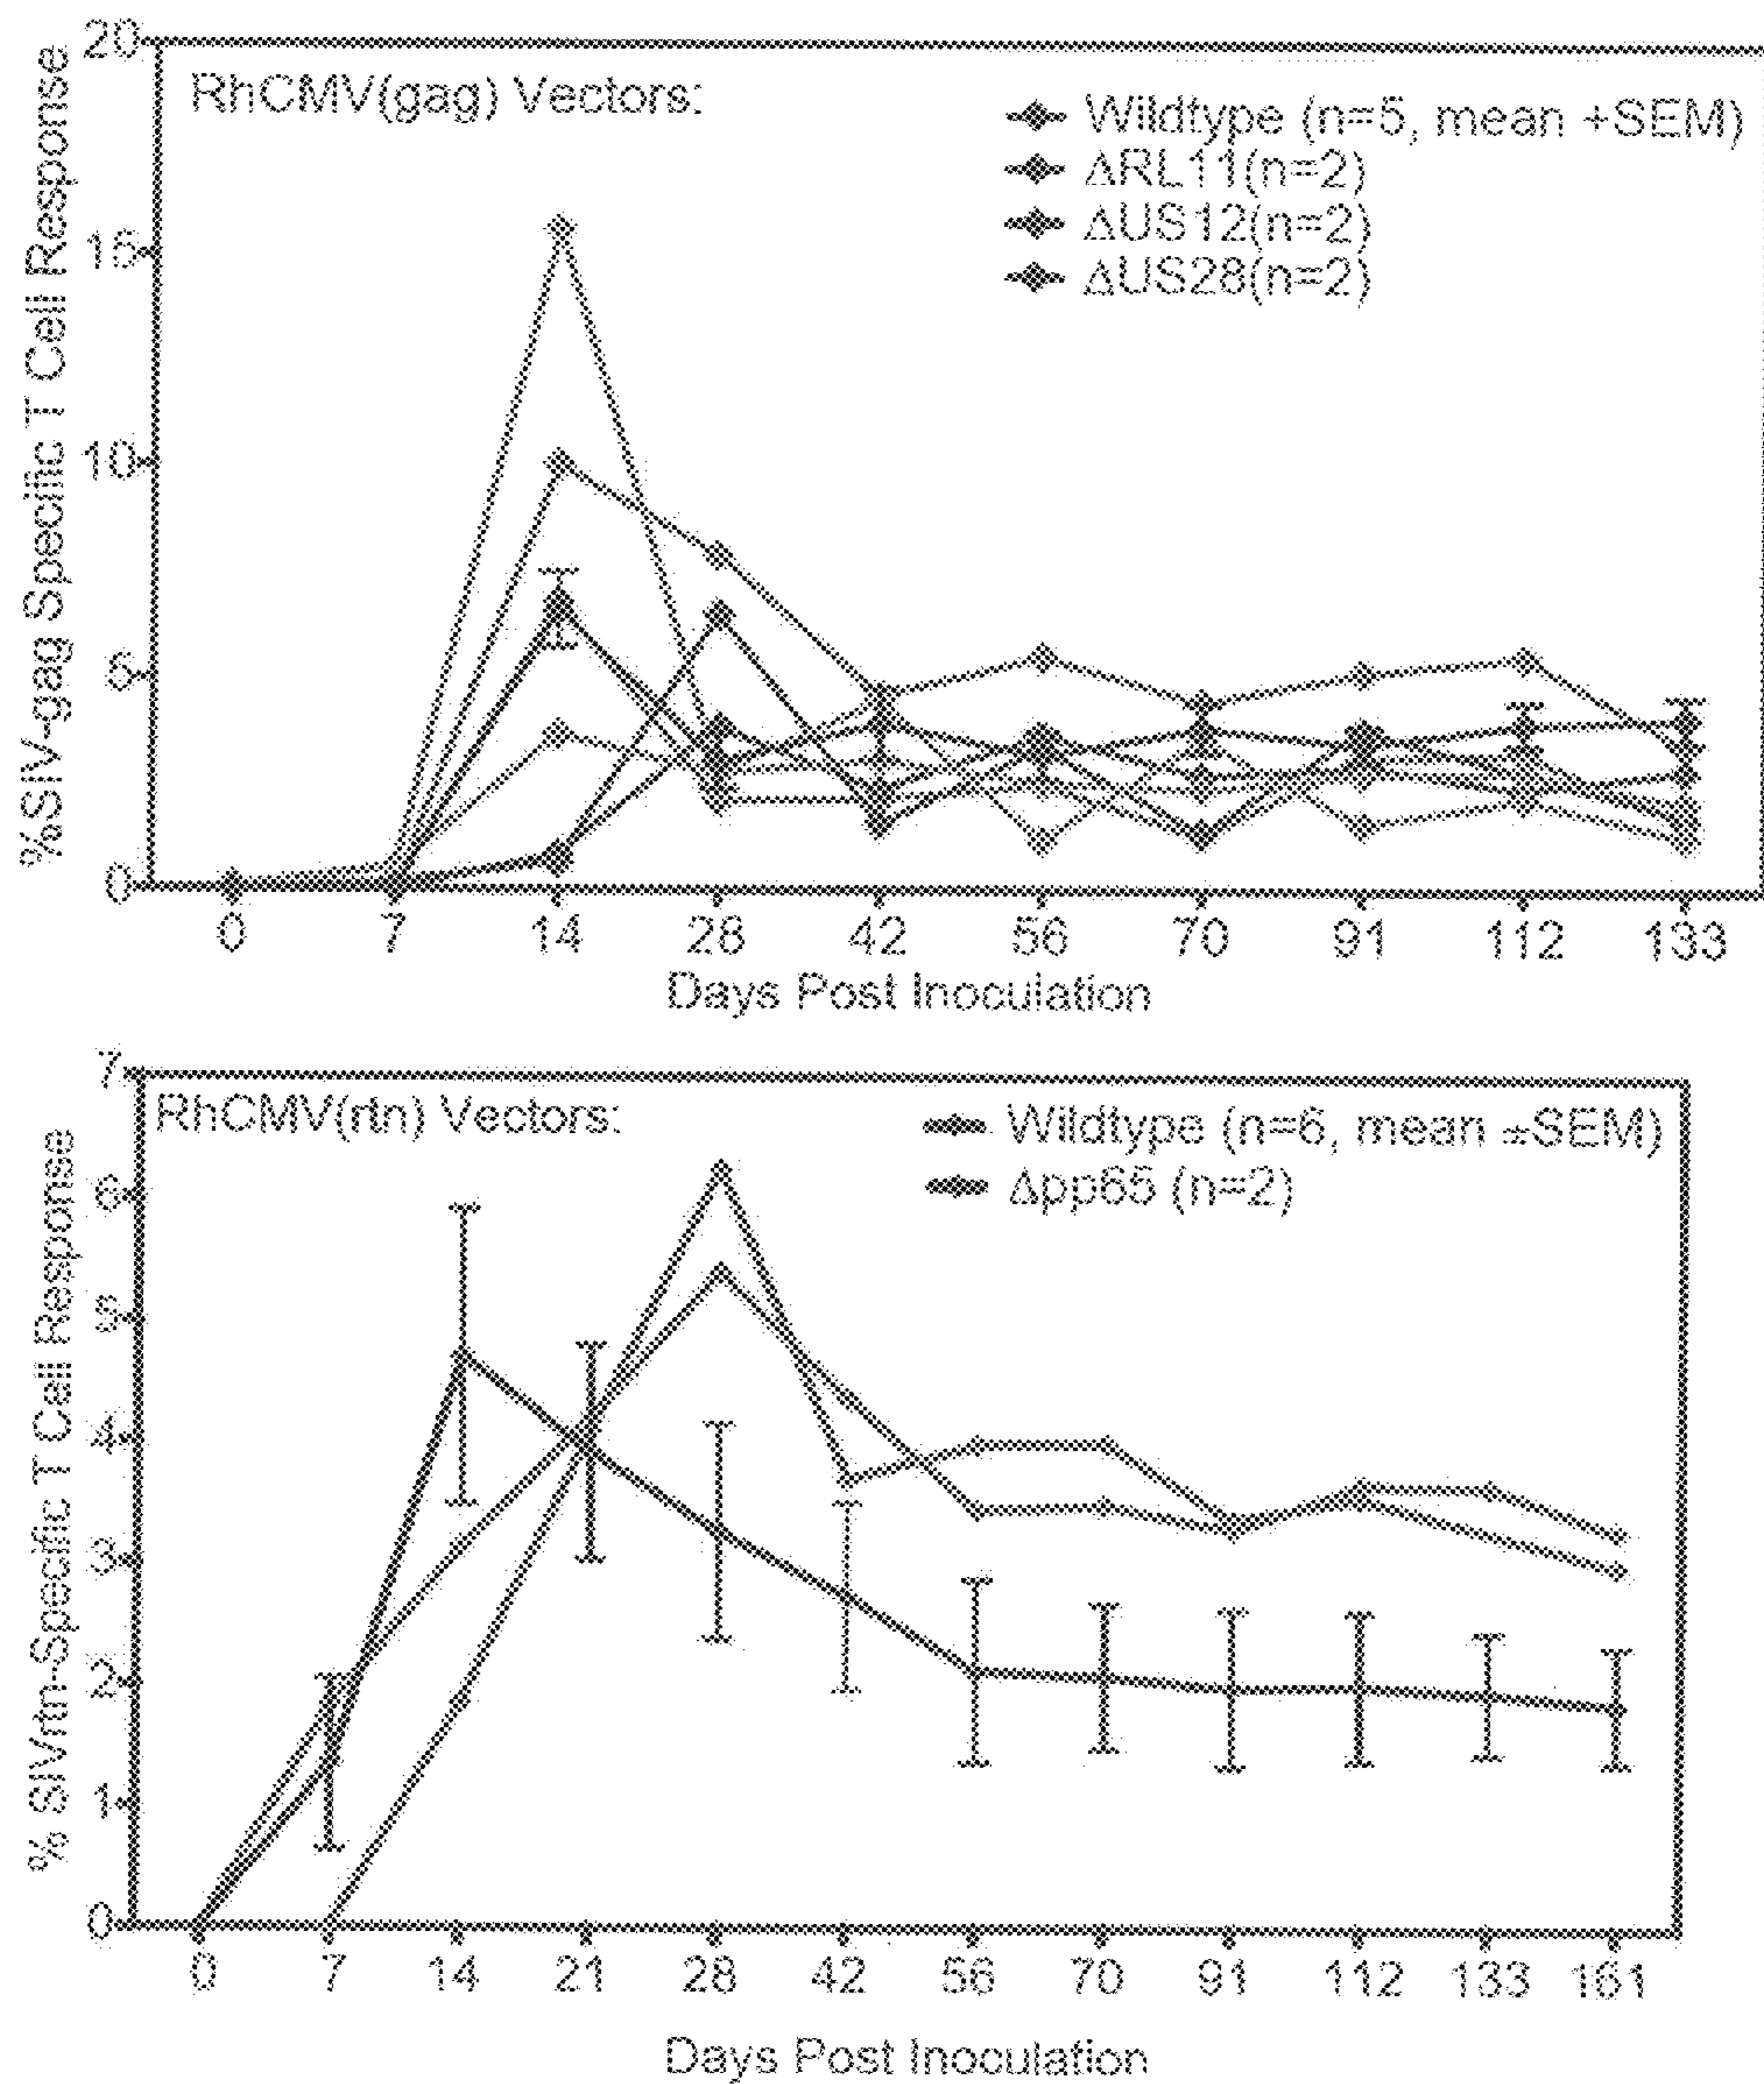 %SIV-gag Specific T Cell Response
20
15
10
5
0
RhCMV(gag) Vectors:
Wildtype (n=5, mean +SEM)
ΔRL11(n=2)
ΔUS12(n=2)
ΔUS28(n=2)
0 7 14 28 42 56 70 91 112 133
Days Post Inoculation
% SIVrtn-Specific T Cell Response
7
6
5
4
3
2
1
0
RhCMV(rtn) Vectors:
Wildtype (n=6, mean ±SEM)
Δpp65 (n=2)
0 7 14 21 28 42 56 70 91 112 133 161
Days Post Inoculation